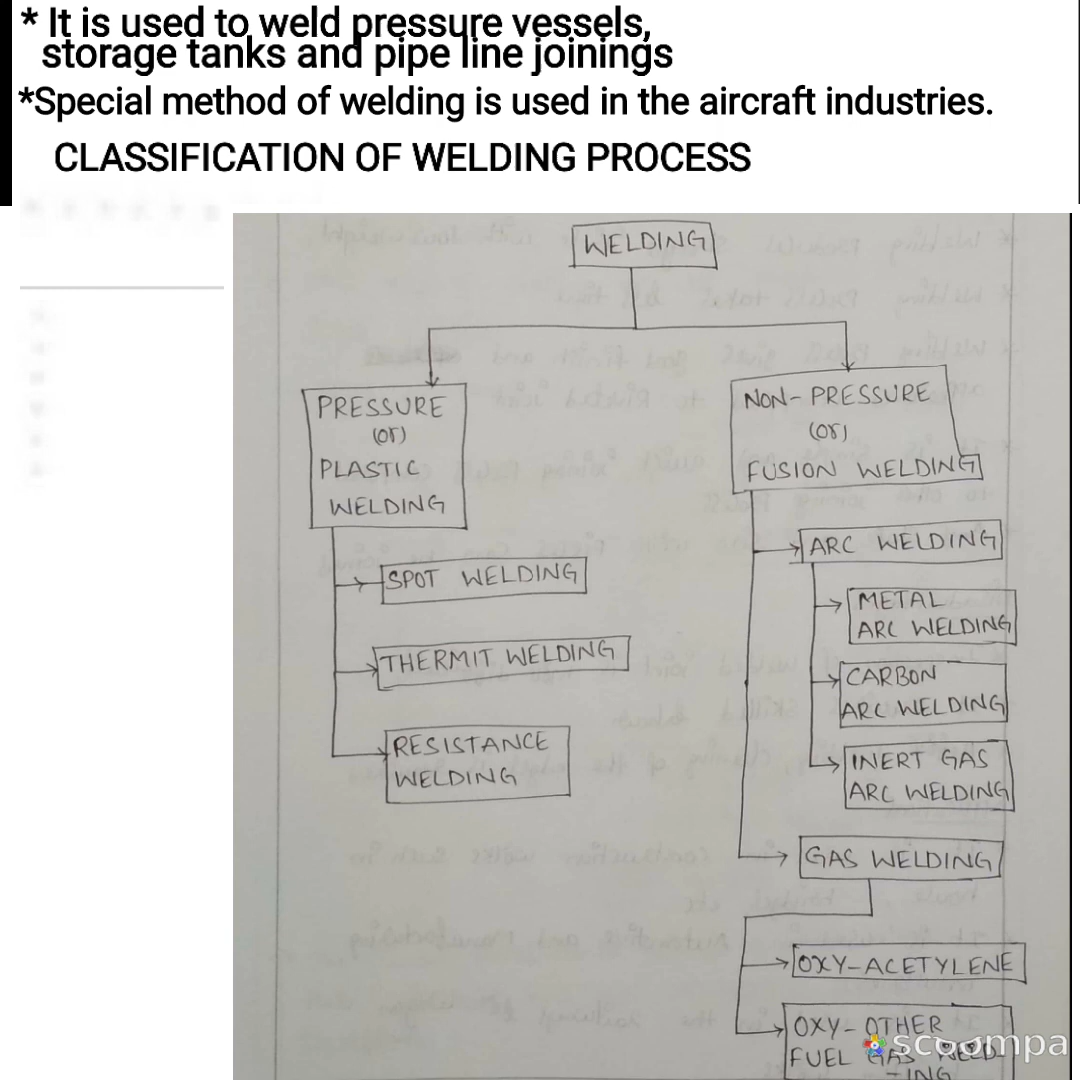 * It is used to weld pressure vessels,
storage tanks and pipe line joinings
*Special method of welding is used in the aircraft industries.
CLASSIFICATION OF WELDING PROCESS
WELDING
PRESSURE
(or)
PLASTIC
WELDING
SPOT WELDING
THERMIT WELDING
RESISTANCE
WELDING
NON-PRESSURE
(or)
FUSION WELDING
ARC WELDING
METAL
ARC WELDING
CARBON
ARC WELDING
INERT GAS
ARC WELDING
GAS WELDING
OXY-ACETYLENE
OXY-OTHER
FUEL GAS WELD-
-ING
scoompa